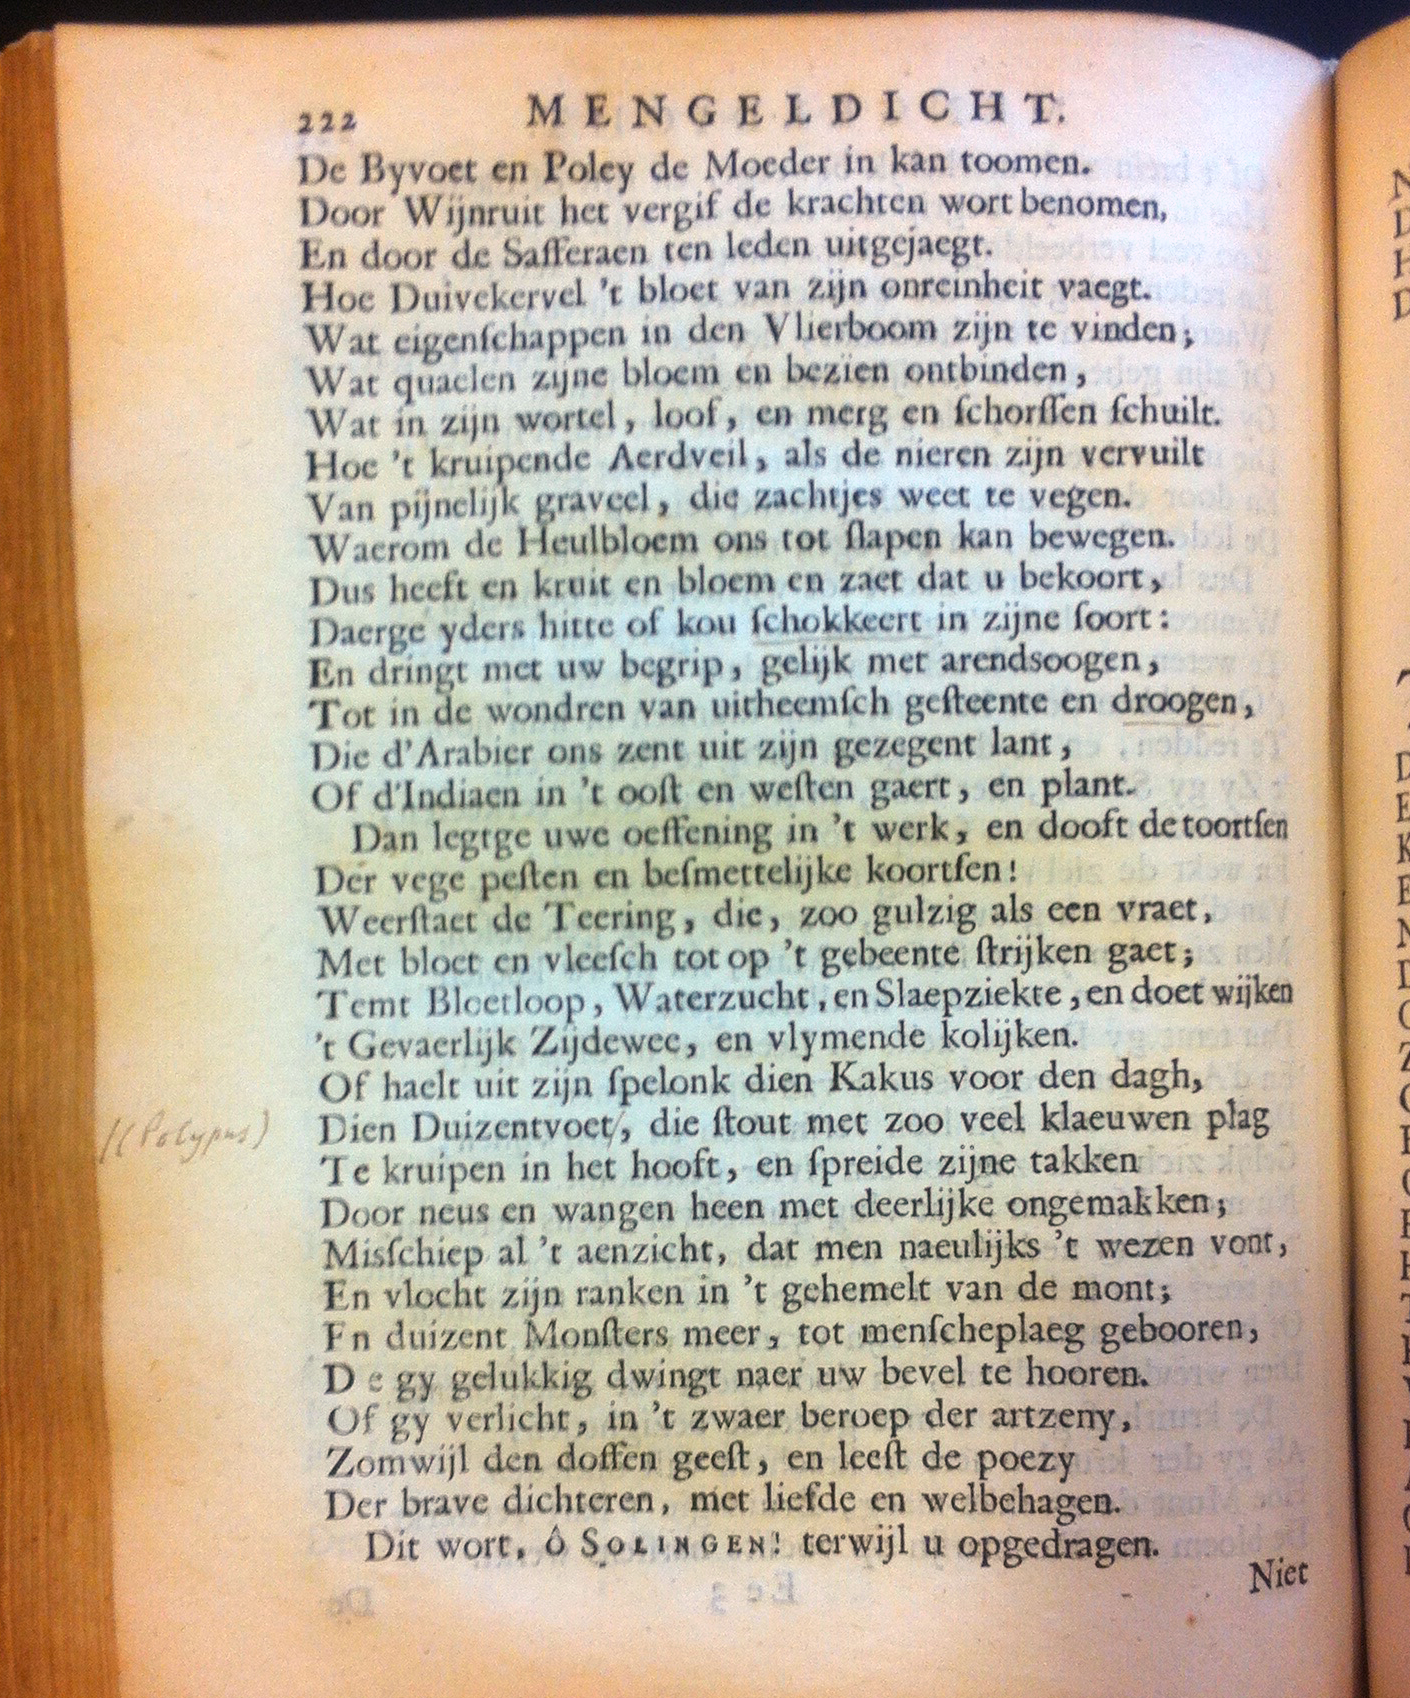 222 MENGELDICHT.
De Byvoet en Poley de Moeder in kan toomen.
Door Wijnruit het vergif de krachten wort benomen,
En door de Safferaen ten leden uitgejaegt.
Hoe Duivekervel 't bloet van zijn onreinheit vaegt.
Wat eigenſchappen in den Vlierboom zijn te vinden;
Wat quaelen zijne bloem en bezien ontbinden,
Wat in zijn wortel, loof, en merg en ſchorſſen ſchuilt.
Hoe 't kruipende Aerdveil, als de nieren zijn vervuilt
Van pijnelijk graveel, die zachtjes weet te vegen.
Waerom de Heulbloem ons tot ſlapen kan bewegen.
Dus heeft en kruit en bloem en zaet dat u bekoort,
Daerge yders hitte of kou ſchokkeert in zijne ſoort:
En dringt met uw begrip, gelijk met arendsoogen,
Tot in de wondren van uitheemſch geſteente en droogen,
Die d'Arabier ons zent uit zijn gezegent lant,
Of d'Indiaen in 't ooſt en weſten gaert, en plant.
Dan legtge uwe oeffening in 't werk, en dooft de toortſen
Der vege peſten en beſmettelijke koortſen!
Weerſtaet de Teering, die, zoo gulzig als een vraet,
Met bloet en vleeſch tot op 't gebeente ſtrijken gaet;
Temt Bloetloop, Waterzucht, en Slaepziekte, en doet wijken
't Gevaerlijk Zijdewee, en vlymende kolijken.
Of haelt uit zijn ſpelonk dien Kakus voor den dagh,
Dien Duizentvoet/, die ſtout met zoo veel klaeuwen plag
/(Polypus)
Te kruipen in het hooft, en ſpreide zijne takken
Door neus en wangen heen met deerlijke ongemakken;
Misſchiep al 't aenzicht, dat men naeulijks 't wezen vont,
En vlocht zijn ranken in 't gehemelt van de mont;
En duizent Monſters meer, tot menſcheplaeg gebooren,
D e gy gelukkig dwingt naer uw bevel te hooren.
Of gy verlicht, in 't zwaer beroep der artzeny,
Zomwijl den doffen geeſt, en leeſt de poezy
Der brave dichteren, met liefde en welbehagen.
Dit wort, ô SOLINGEN! terwijl u opgedragen.
Niet